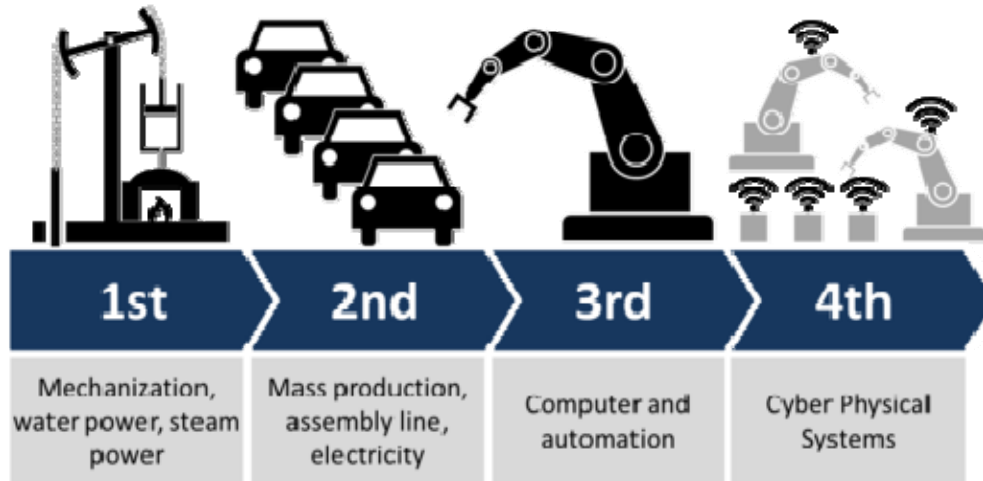 1st
2nd
3rd
4th
Mechanization,
water power, steam
power
Mass production,
assembly line,
electricity
Computer and
automation
Cyber Physical
Systems